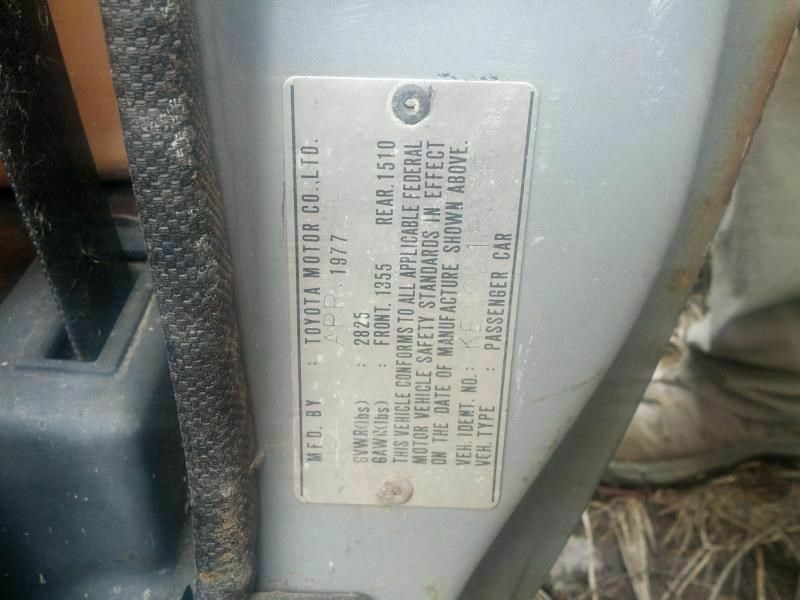 MFD. BY : TOYOTA MOTOR CO.,LTD.
APR. 1977
GVWR(lbs) : 2825
GAWR(lbs) : FRONT. 1355 REAR. 1510
THIS VEHICLE CONFORMS TO ALL APPLICABLE FEDERAL
MOTOR VEHICLE SAFETY STANDARDS IN EFFECT
ON THE DATE OF MANUFACTURE SHOWN ABOVE.
VEH. IDENT. NO. :
VEH. TYPE : PASSENGER CAR